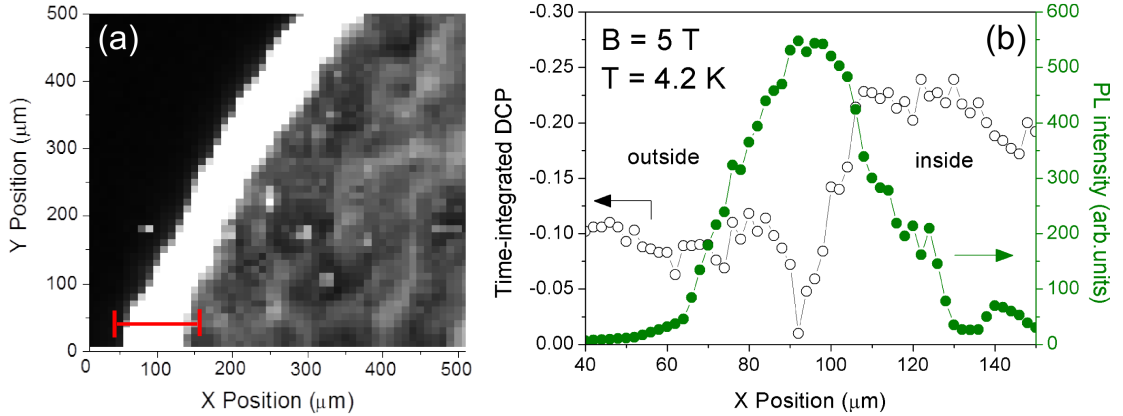 (a)
500
400
300
200
100
0
Y Position (μm)
0 100 200 300 400 500
X Position (μm)
-0.30
-0.25
-0.20
-0.15
-0.10
-0.05
0.00
Time-integrated DCP
B = 5 T
T = 4.2 K
(b)
outside
inside
600
500
400
300
200
100
0
PL intensity (arb.units)
40 60 80 100 120 140
X Position (μm)